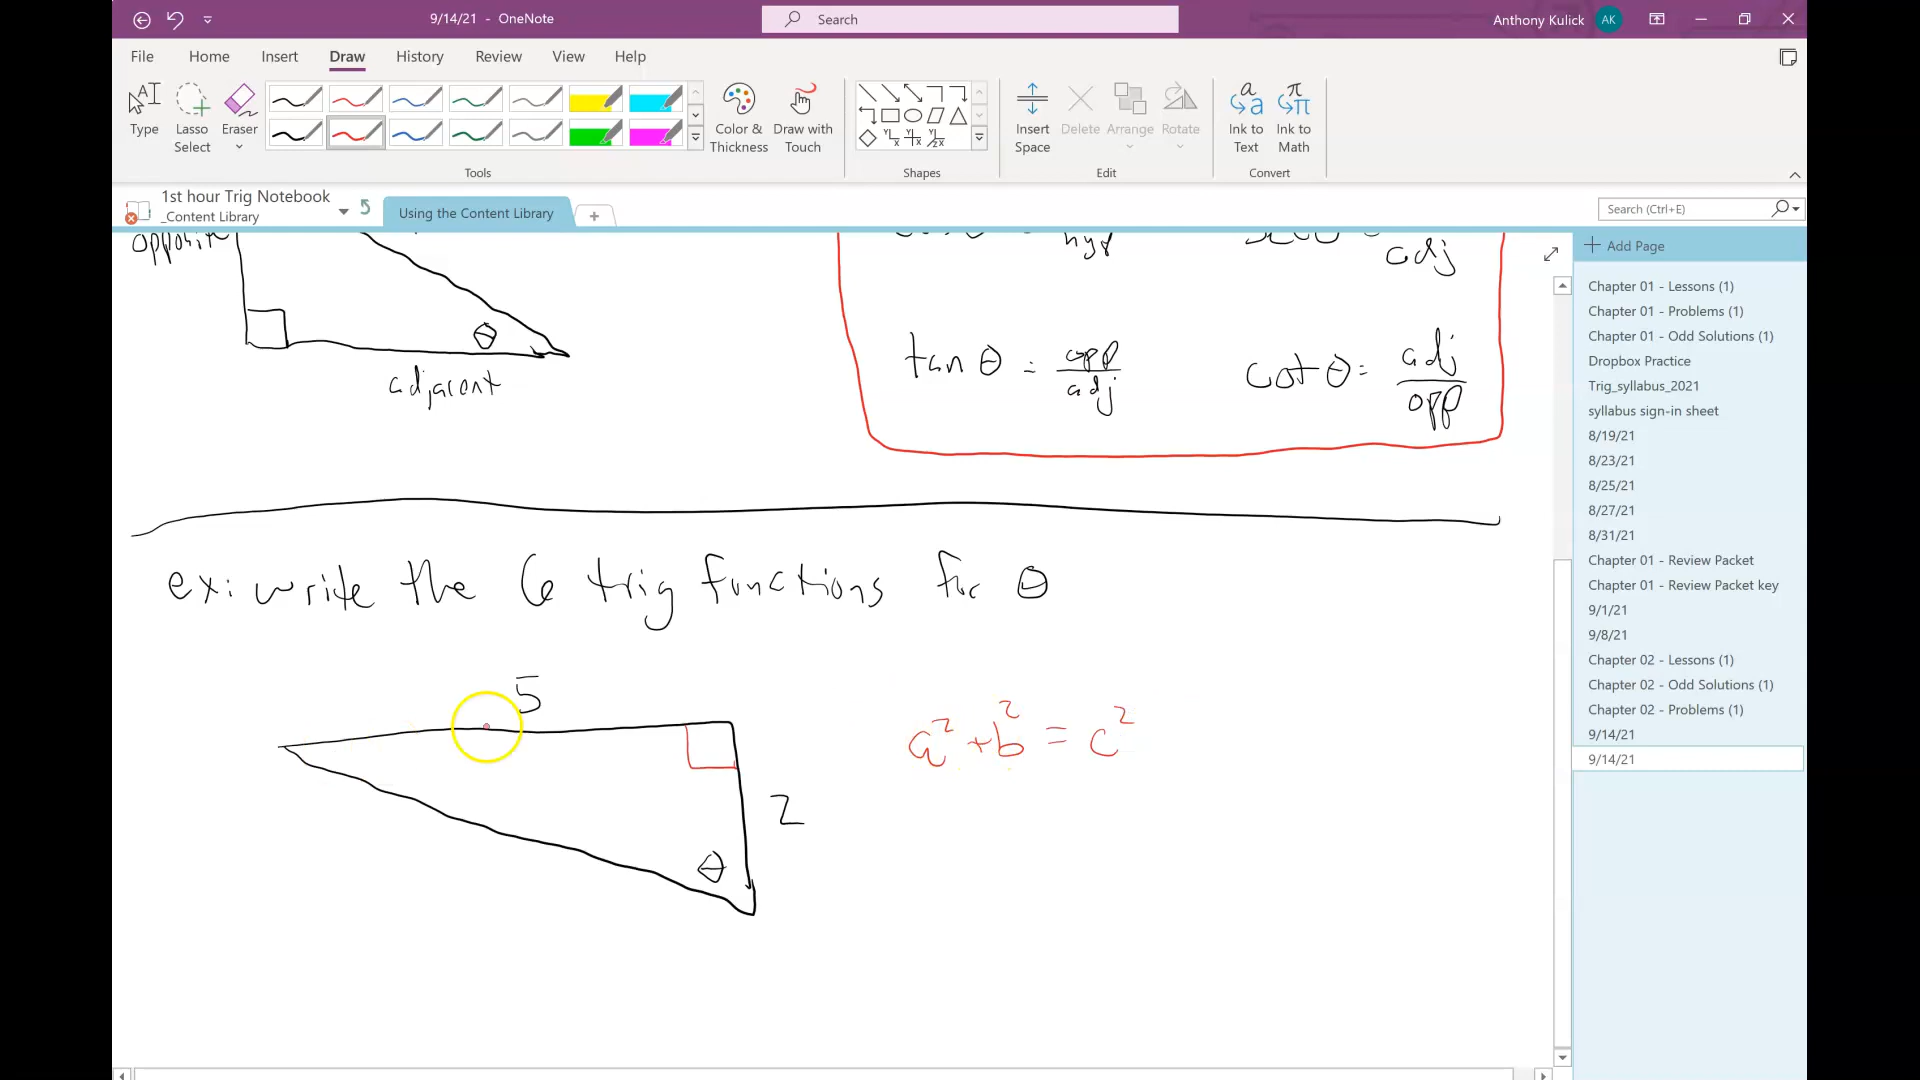 9/14/21 - OneNote
Search
Anthony Kulick AK
File Home Insert Draw History Review View Help
Type
Lasso Select
Eraser
Color & Thickness
Draw with Touch
Insert Space
Delete
Arrange
Rotate
Ink to Text
Ink to Math
Tools
Shapes
Edit
Convert
1st hour Trig Notebook
_Content Library
Using the Content Library
Search (Ctrl+E)
Add Page
Chapter 01 - Lessons (1)
Chapter 01 - Problems (1)
Chapter 01 - Odd Solutions (1)
Dropbox Practice
Trig_syllabus_2021
syllabus sign-in sheet
8/19/21
8/23/21
8/25/21
8/27/21
8/31/21
Chapter 01 - Review Packet
Chapter 01 - Review Packet key
9/1/21
9/8/21
Chapter 02 - Lessons (1)
Chapter 02 - Odd Solutions (1)
Chapter 02 - Problems (1)
9/14/21
9/14/21
opposite
θ
adjacent
hyp
adj
tan θ = opp/adj
cot θ = adj/opp
ex: write the 6 trig functions for θ
5
2
θ
a² + b² = c²